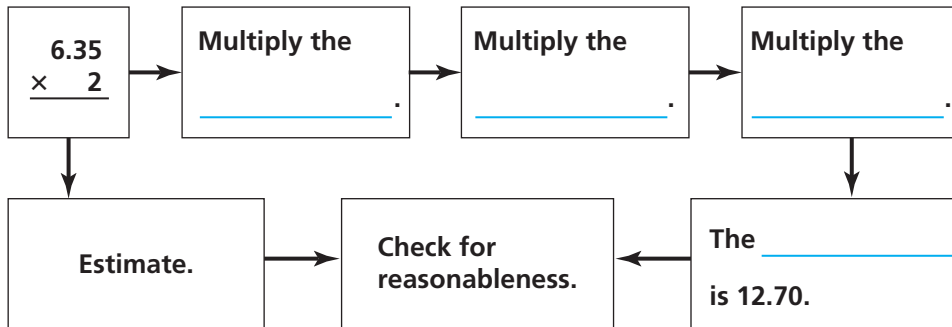 6.35
× 2
Multiply the
.
Multiply the
.
Multiply the
.
Estimate.
Check for
reasonableness.
The
is 12.70.